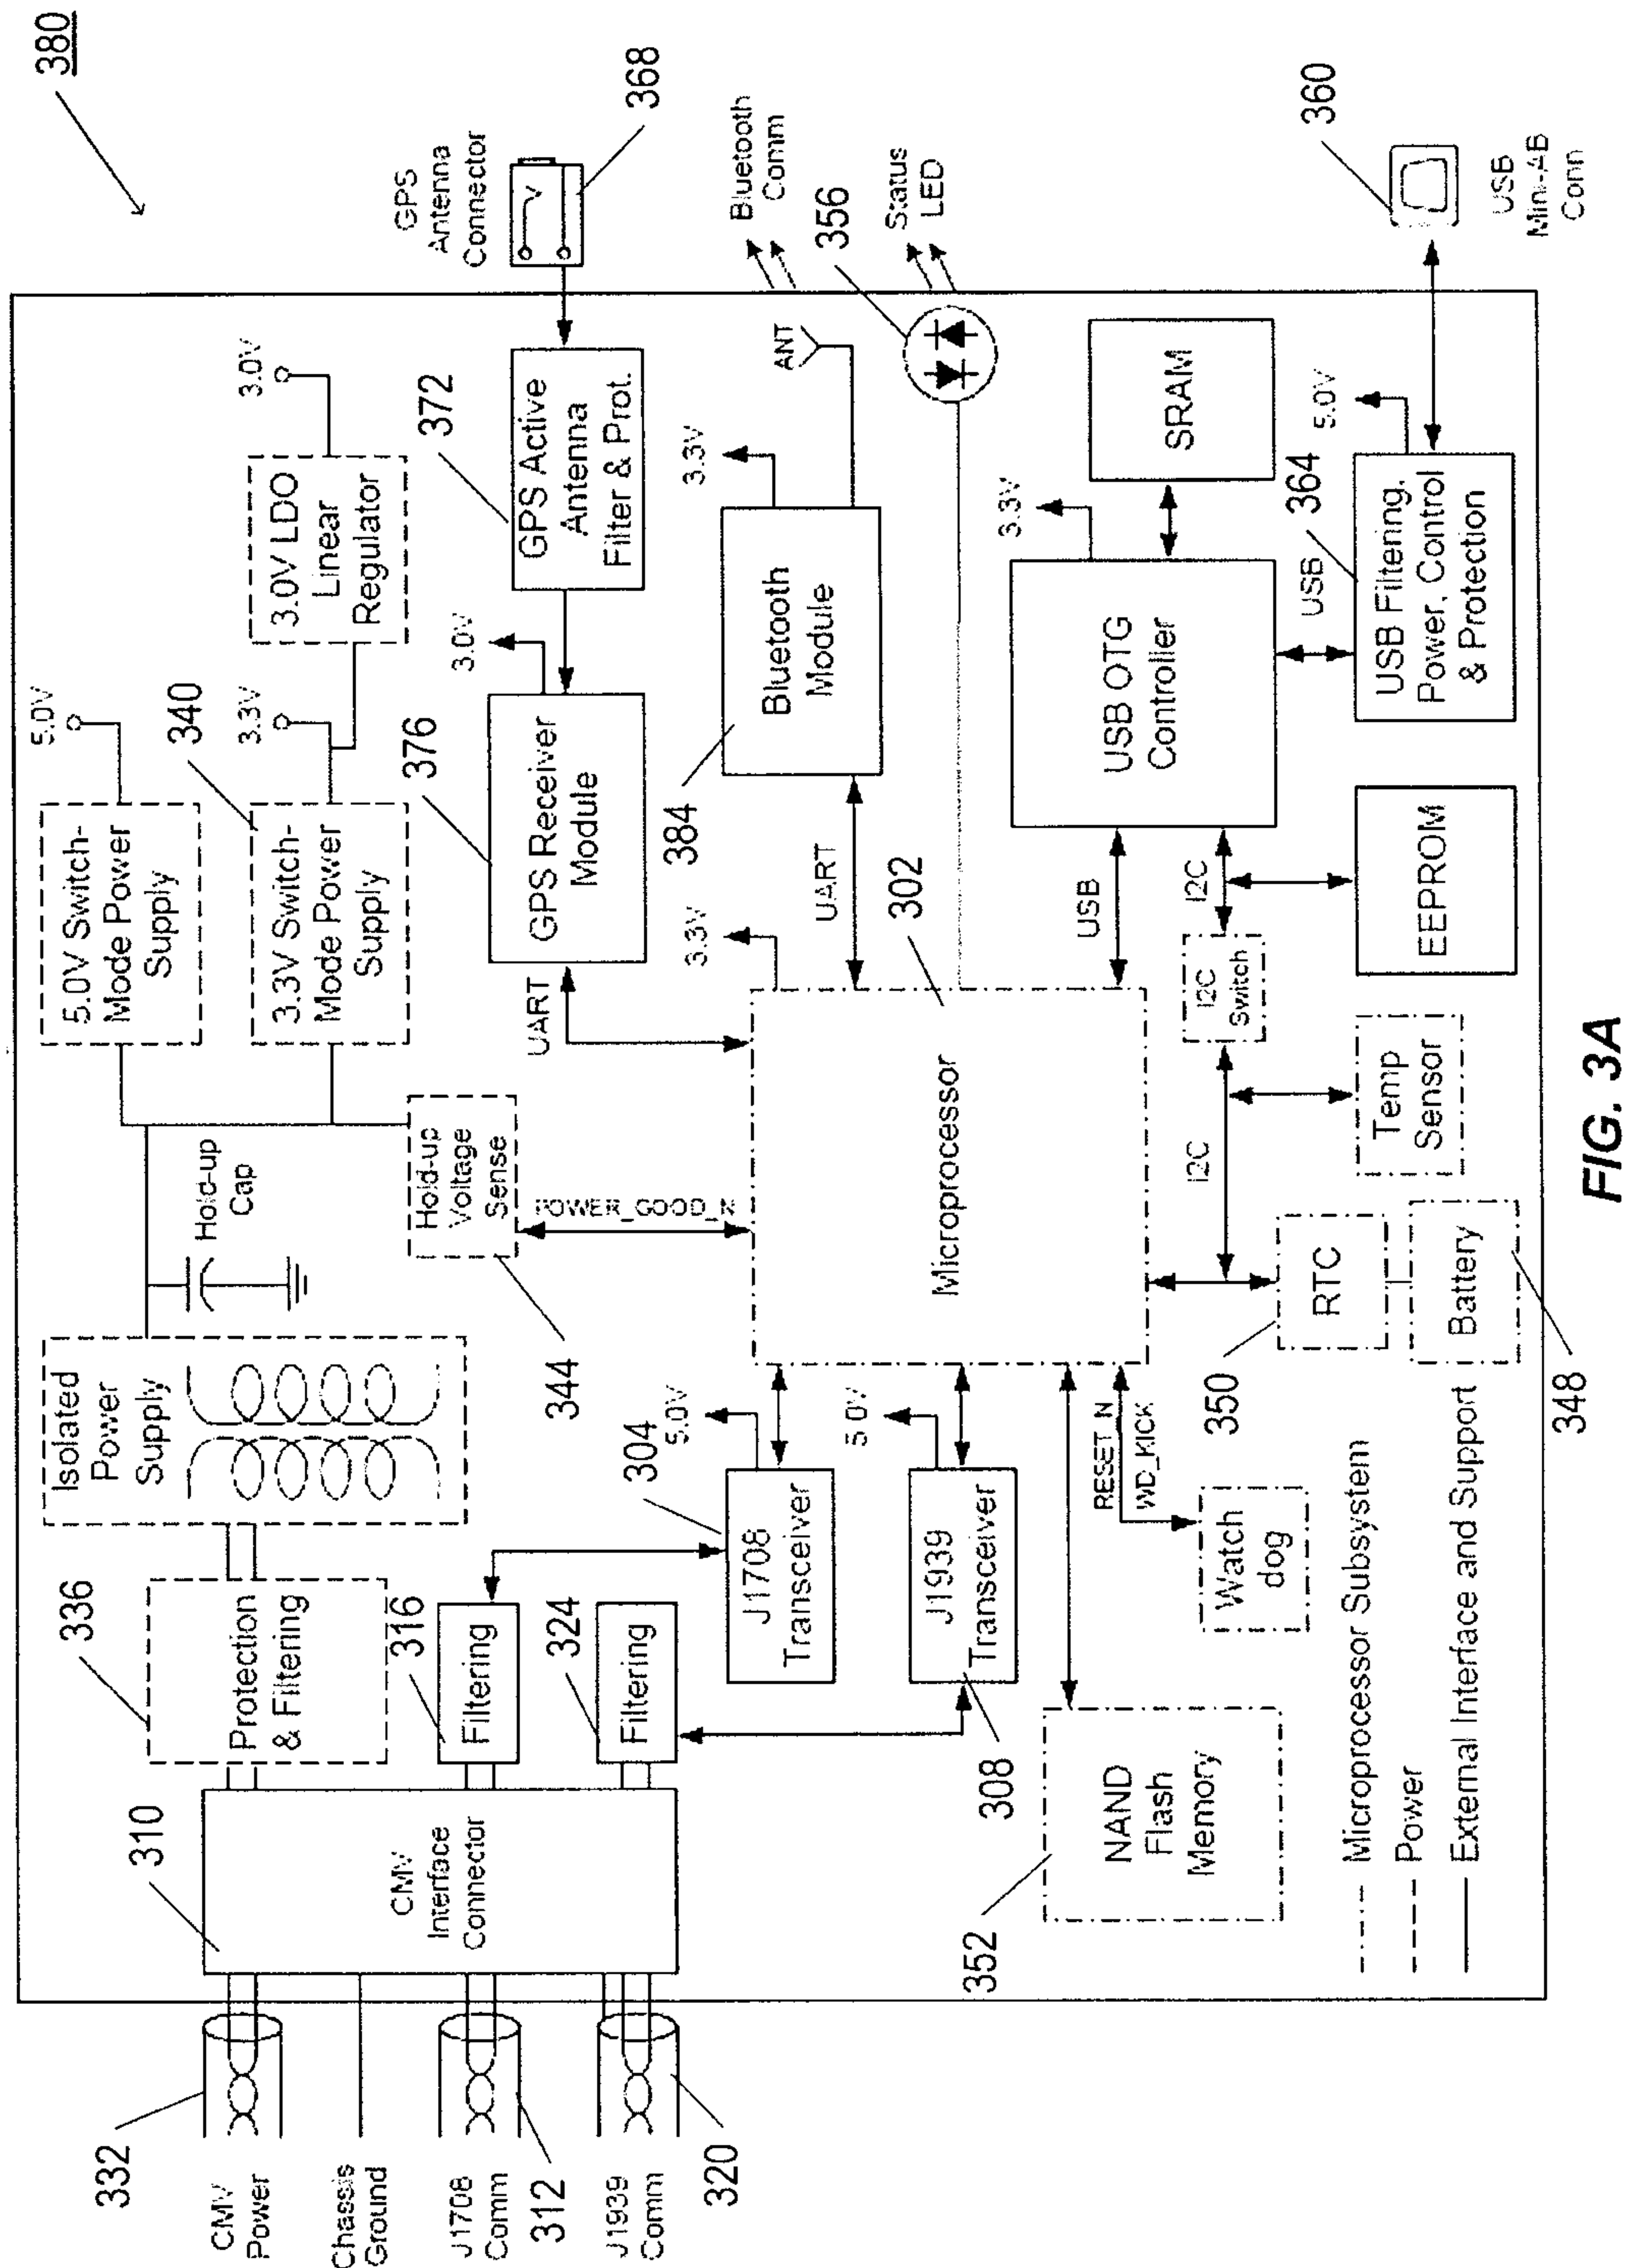 380
CMV
Power
332
Chassis
Ground
J1708
Comm
312
J1939
Comm
320
310
CMV
Interface
Connector
336
Protection
& Filtering
316
Filtering
324
Filtering
Isolated
Power
Supply
Hold-up
Cap
344
Hold-up
Voltage
Sense
POWER_GOOD_N
5.0V Switch-
Mode Power
Supply
5.0V
340
3.3V Switch-
Mode Power
Supply
3.3V
3.0V LDO
Linear
Regulator
3.0V
376
GPS Receiver
Module
3.0V
UART
372
GPS Active
Antenna
Filter & Prot.
GPS
Antenna
Connector
368
384
Bluetooth
Module
3.3V
UART
ANT
Bluetooth
Comm
356
Status
LED
304
J1708
Transceiver
5.0V
308
J1939
Transceiver
5.0V
302
Microprocessor
3.3V
USB
USB OTG
Controller
3.3V
SRAM
USB
364
USB Filtering,
Power, Control
& Protection
5.0V
360
USB
Mini-AB
Conn
I2C
I2C
Switch
I2C
EEPROM
Temp
Sensor
350
RTC
Battery
348
RESET_N
WD_KICK
Watch
dog
352
NAND
Flash
Memory
Microprocessor Subsystem
Power
External Interface and Support
FIG. 3A